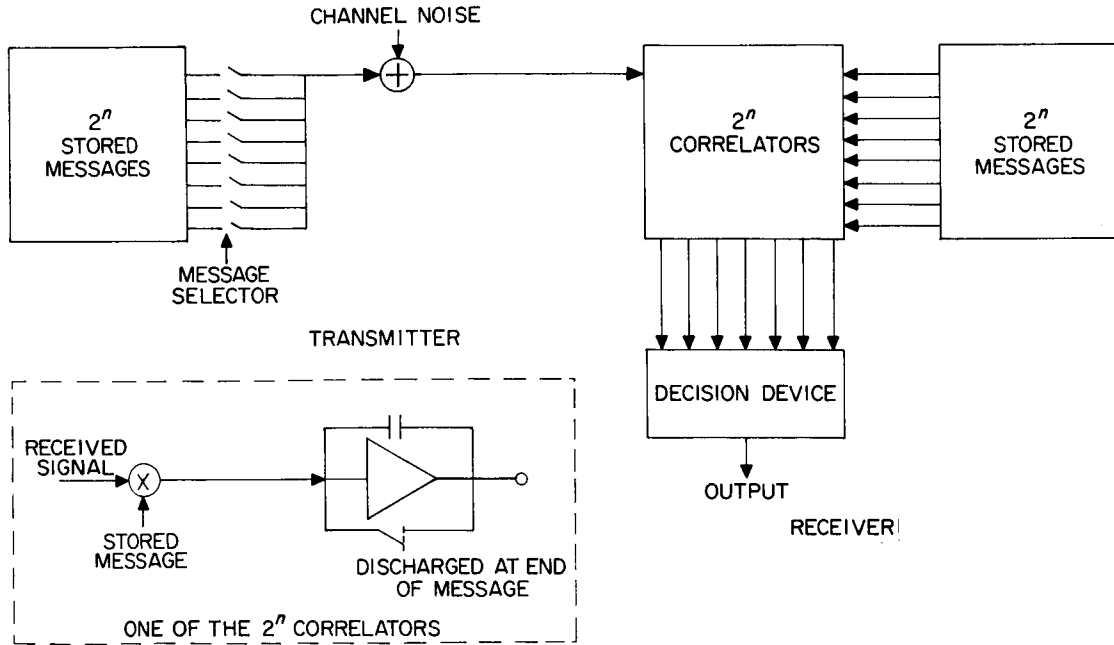 CHANNEL NOISE
2ⁿ
STORED
MESSAGES
+
2ⁿ
CORRELATORS
2ⁿ
STORED
MESSAGES
MESSAGE
SELECTOR
TRANSMITTER
DECISION DEVICE
OUTPUT
RECEIVER
RECEIVED
SIGNAL
X
STORED
MESSAGE
DISCHARGED AT END
OF MESSAGE
ONE OF THE 2ⁿ CORRELATORS